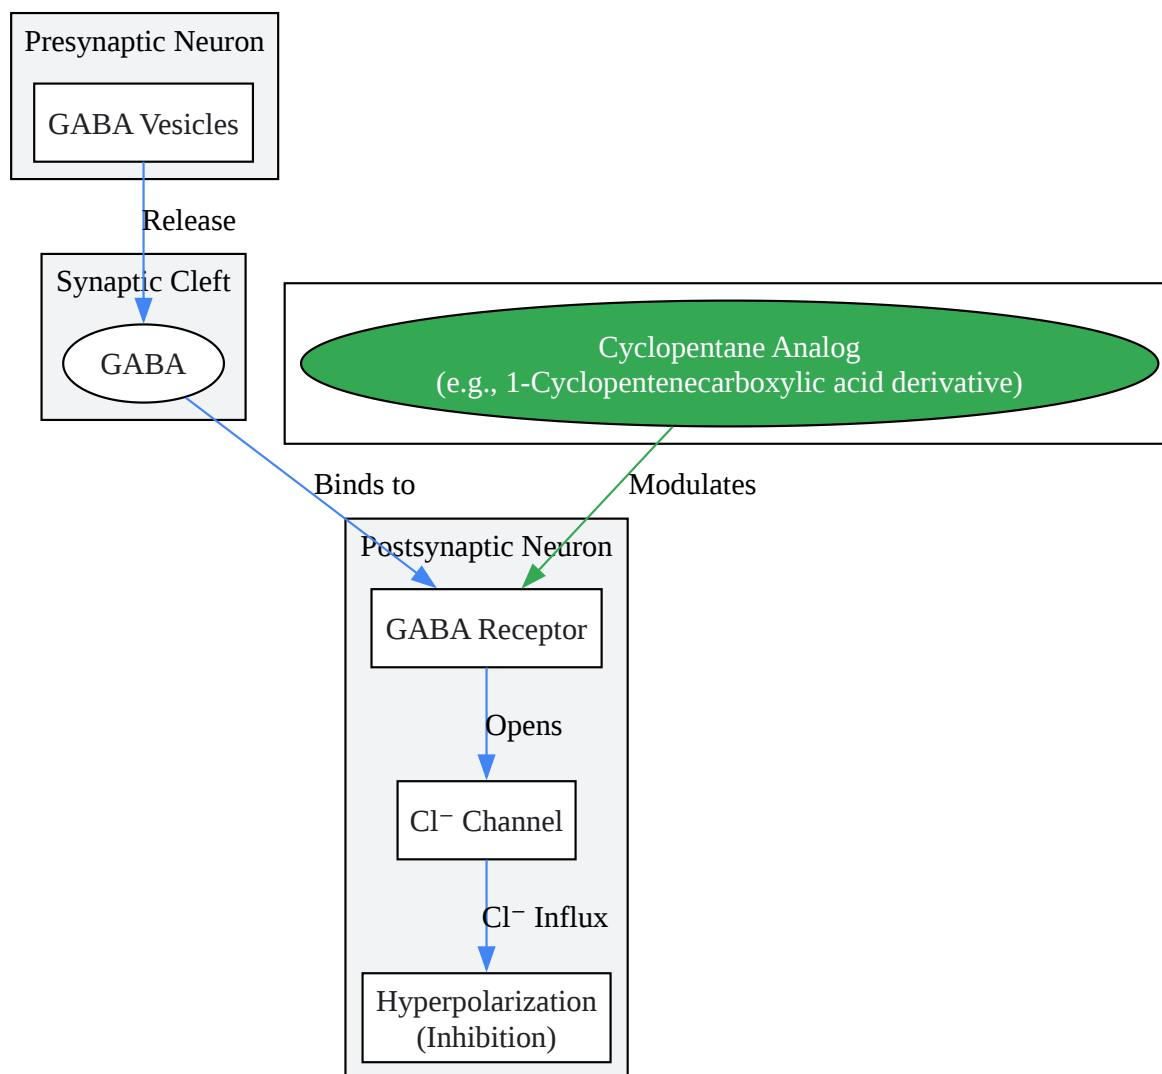 Presynaptic Neuron
GABA Vesicles
Release
Synaptic Cleft
GABA
Cyclopentane Analog
(e.g., 1-Cyclopentenecarboxylic acid derivative)
Binds to
Modulates
Postsynaptic Neuron
GABA Receptor
Opens
Cl⁻ Channel
Cl⁻ Influx
Hyperpolarization
(Inhibition)